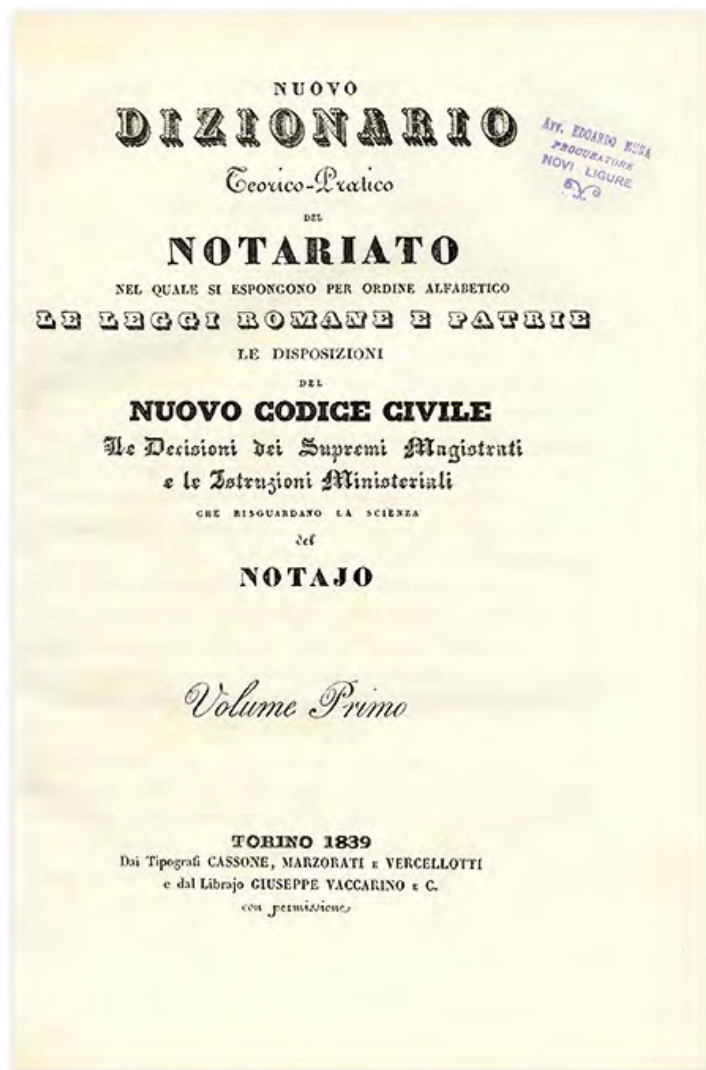 NUOVO
DIZIONARIO
Teorico-Pratico
DEL
NOTARIATO
NEL QUALE SI ESPONGONO PER ORDINE ALFABETICO
LE LEGGI ROMANE E PATRIE
LE DISPOSIZIONI
DEL
NUOVO CODICE CIVILE
Le Decisioni dei Supremi Magistrati
e le Istruzioni Ministeriali
CHE RISGUARDANO LA SCIENZA
del
NOTAJO
Volume Primo
TORINO 1839
Dai Tipografi CASSONE, MARZORATI E VERCELLOTTI
e dal Librajo GIUSEPPE VACCARINO E C.
con permissione
Avv. EDOARDO
PROCURATORE
NOVI LIGURE